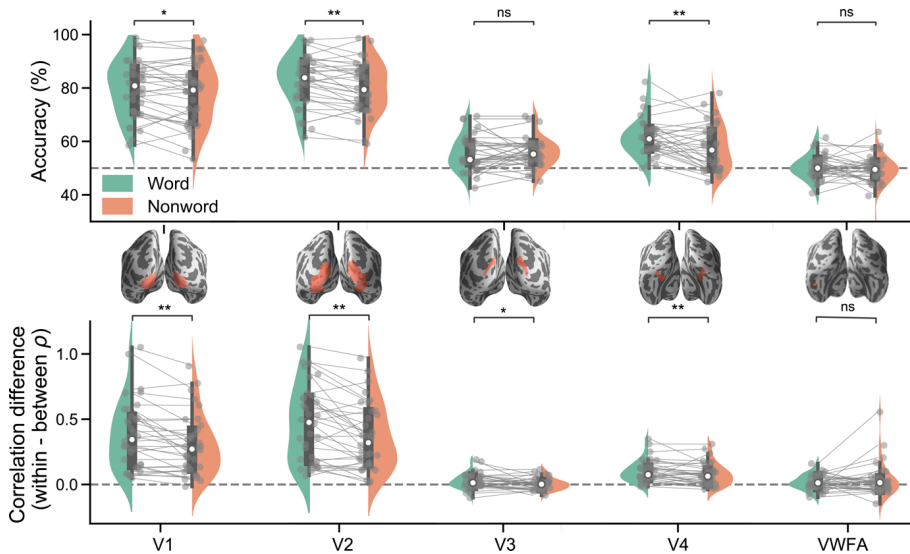 * ** ns ** ns
Accuracy (%)
100
80
60
40
Word
Nonword
** ** * ** ns
Correlation difference
(within - between ρ)
1.0
0.5
0.0
V1 V2 V3 V4 VWFA